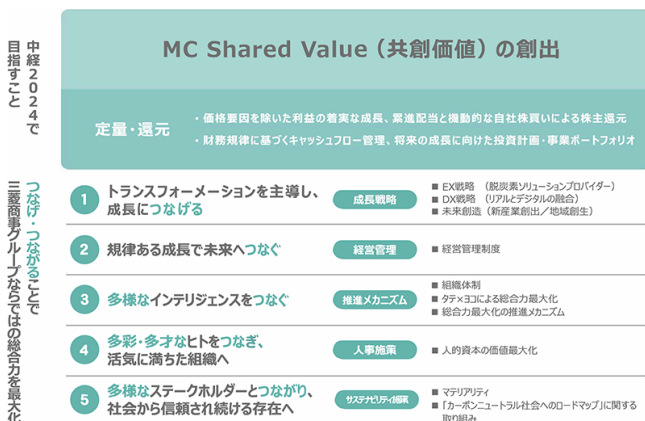 中経2024で
目指すこと
MC Shared Value（共創価値）の創出
定量・還元
・価格要因を除いた利益の着実な成長、累進配当と機動的な自社株買いによる株主還元
・財務規律に基づくキャッシュフロー管理、将来の成長に向けた投資計画・事業ポートフォリオ
つなげ・つながることで
三菱商事グループならではの総合力を最大化
1
トランスフォーメーションを主導し、
成長につなげる
成長戦略
■ EX戦略 （脱炭素ソリューションプロバイダー）
■ DX戦略 （リアルとデジタルの融合）
■ 未来創造（新産業創出／地域創生）
2
規律ある成長で未来へつなぐ
経営管理
■ 経営管理制度
3
多様なインテリジェンスをつなぐ
推進メカニズム
■ 組織体制
■ タテ×ヨコによる総合力最大化
■ 総合力最大化の推進メカニズム
4
多彩・多才なヒトをつなぎ、
活気に満ちた組織へ
人事施策
■ 人的資本の価値最大化
5
多様なステークホルダーとつながり、
社会から信頼され続ける存在へ
サステナビリティ施策
■ マテリアリティ
■ 「カーボンニュートラル社会へのロードマップ」に関する
取り組み